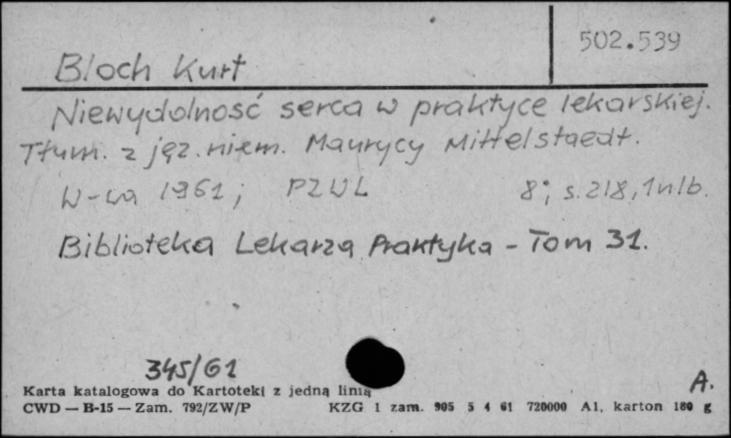 502.539
Bloch Kurt
Niewydolność serca w praktyce lekarskiej.
Tłum. z jęz. niem. Maurycy Mittelstaedt.
W-wa 1961; PZWL 8°; s. 218, 1 nlb.
Biblioteka Lekarza Praktyka - Tom 31.
345/61
A.
Karta katalogowa do Kartoteki z jedną linią
CWD — B-15 — Zam. 792/ZW/P KZG 1 zam. 905 5 4 61 720000 A1, karton 180 g